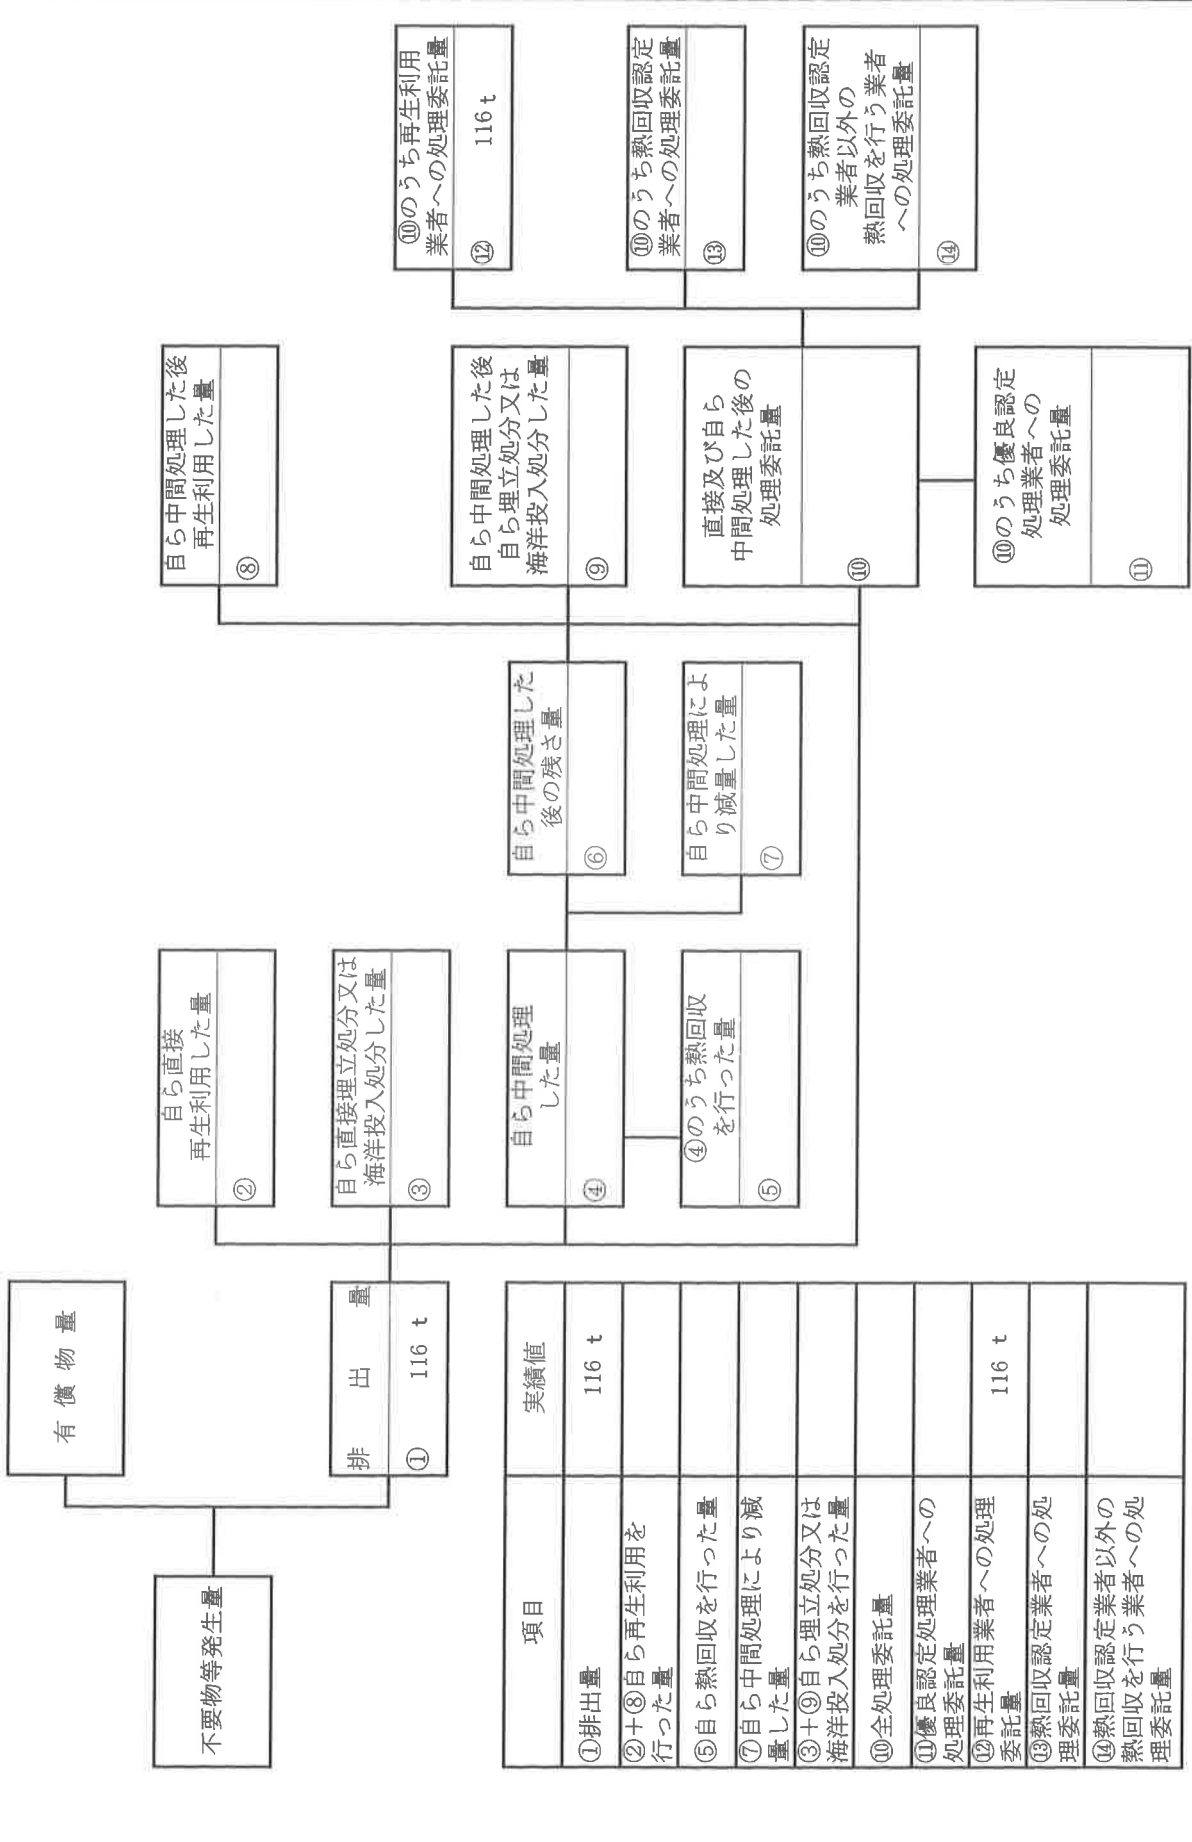 不要物等発生量
有償物量
排出量
① 116 t
自ら直接
再生利用した量
②
自ら直接埋立処分又は
海洋投入処分した量
③
自ら中間処理
した量
④
④のうち熱回収
を行った量
⑤
自ら中間処理した
後の残さ量
⑥
自ら中間処理によ
り減量した量
⑦
自ら中間処理した後
再生利用した量
⑧
自ら中間処理した後
自ら埋立処分又は
海洋投入処分した量
⑨
直接及び自ら
中間処理した後の
処理委託量
⑩
⑩のうち優良認定
処理業者への
処理委託量
⑪
⑩のうち再生利用
業者への処理委託量
⑫ 116 t
⑩のうち熱回収認定
業者への処理委託量
⑬
⑩のうち熱回収認定
業者以外の
熱回収を行う業者
への処理委託量
⑭
項目 実績値
①排出量 116 t
②+⑧自ら再生利用を
行った量
⑤自ら熱回収を行った量
⑦自ら中間処理により減
量した量
③+⑨自ら埋立処分又は
海洋投入処分を行った量
⑩全処理委託量
⑪優良認定処理業者への
処理委託量
⑫再生利用業者への処理
委託量 116 t
⑬熱回収認定業者への処
理委託量
⑭熱回収認定業者以外の
熱回収を行う業者への処
理委託量